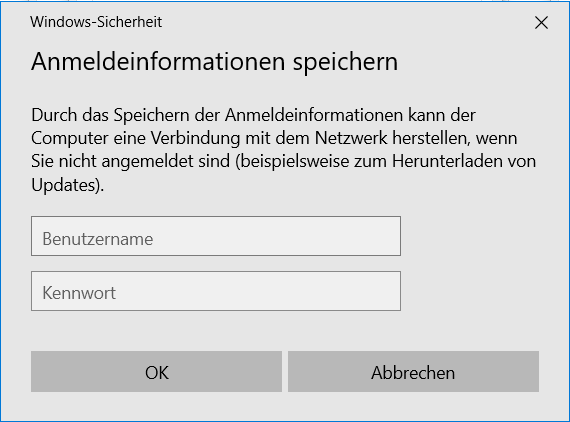 Windows-Sicherheit
Anmeldeinformationen speichern
Durch das Speichern der Anmeldeinformationen kann der
Computer eine Verbindung mit dem Netzwerk herstellen, wenn
Sie nicht angemeldet sind (beispielsweise zum Herunterladen von
Updates).
Benutzername
Kennwort
OK
Abbrechen